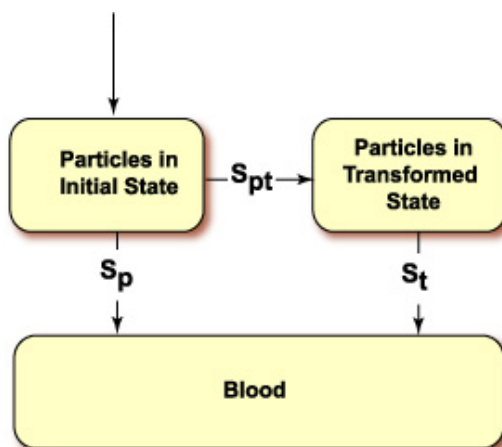 Particles in
Initial State
Particles in
Transformed
State
Spt
Sp
St
Blood